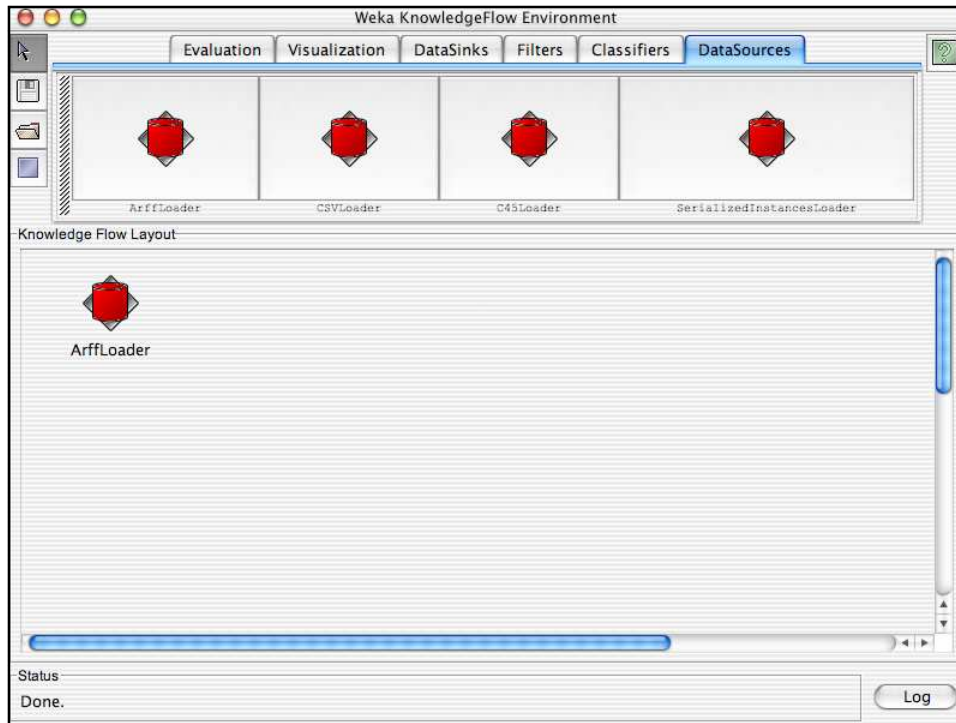 Weka KnowledgeFlow Environment
Evaluation Visualization DataSinks Filters Classifiers DataSources
?
ArffLoader CSVLoader C45Loader SerializedInstancesLoader
Knowledge Flow Layout
ArffLoader
Status
Done.
Log